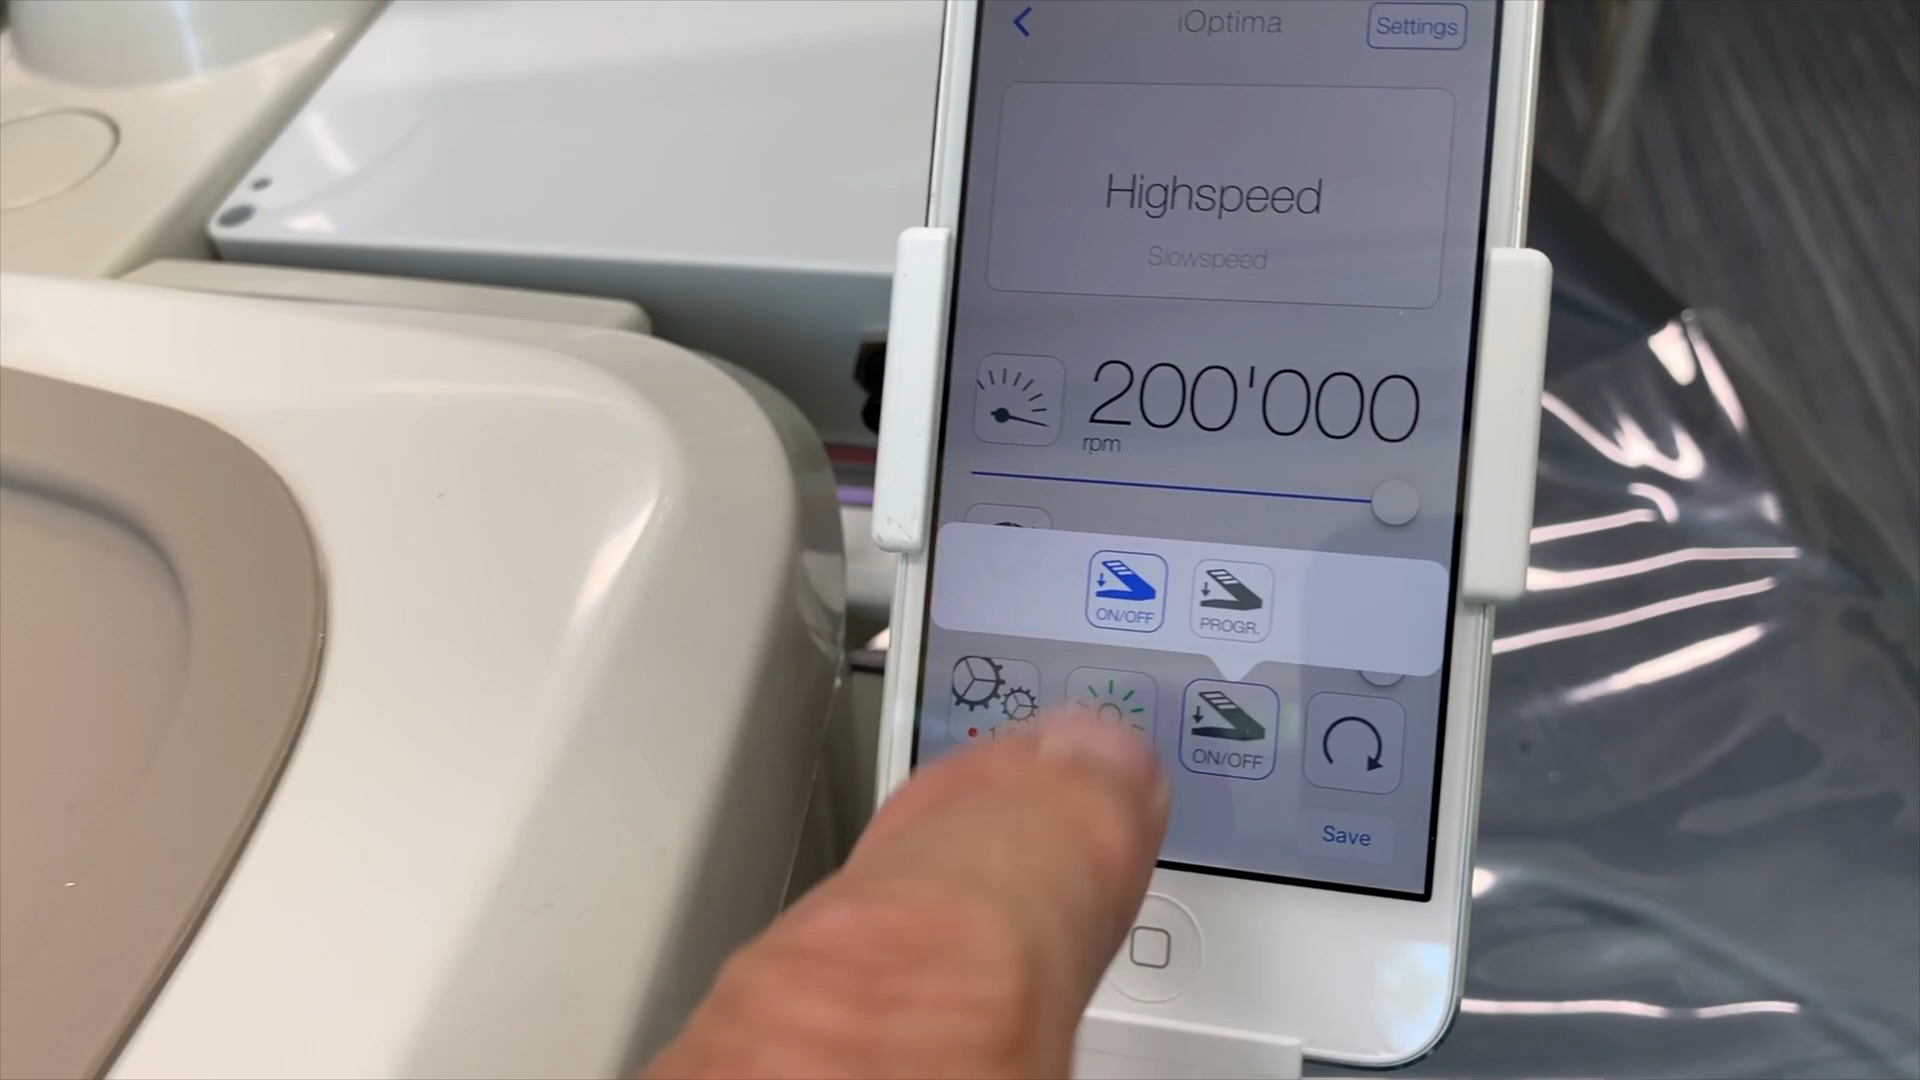 iOptima
Settings
Highspeed
Slowspeed
200'000
rpm
ON/OFF
PROGR.
ON/OFF
Save